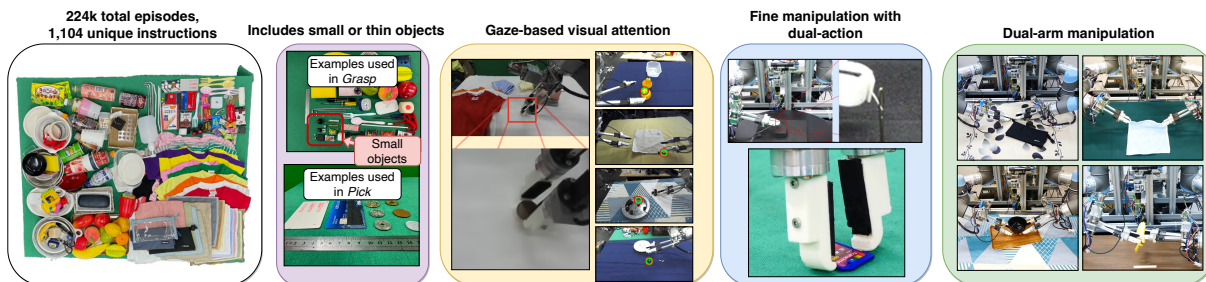 224k total episodes,
1,104 unique instructions
Includes small or thin objects
Examples used
in Grasp
Small
objects
Examples used
in Pick
Gaze-based visual attention
Fine manipulation with
dual-action
Dual-arm manipulation